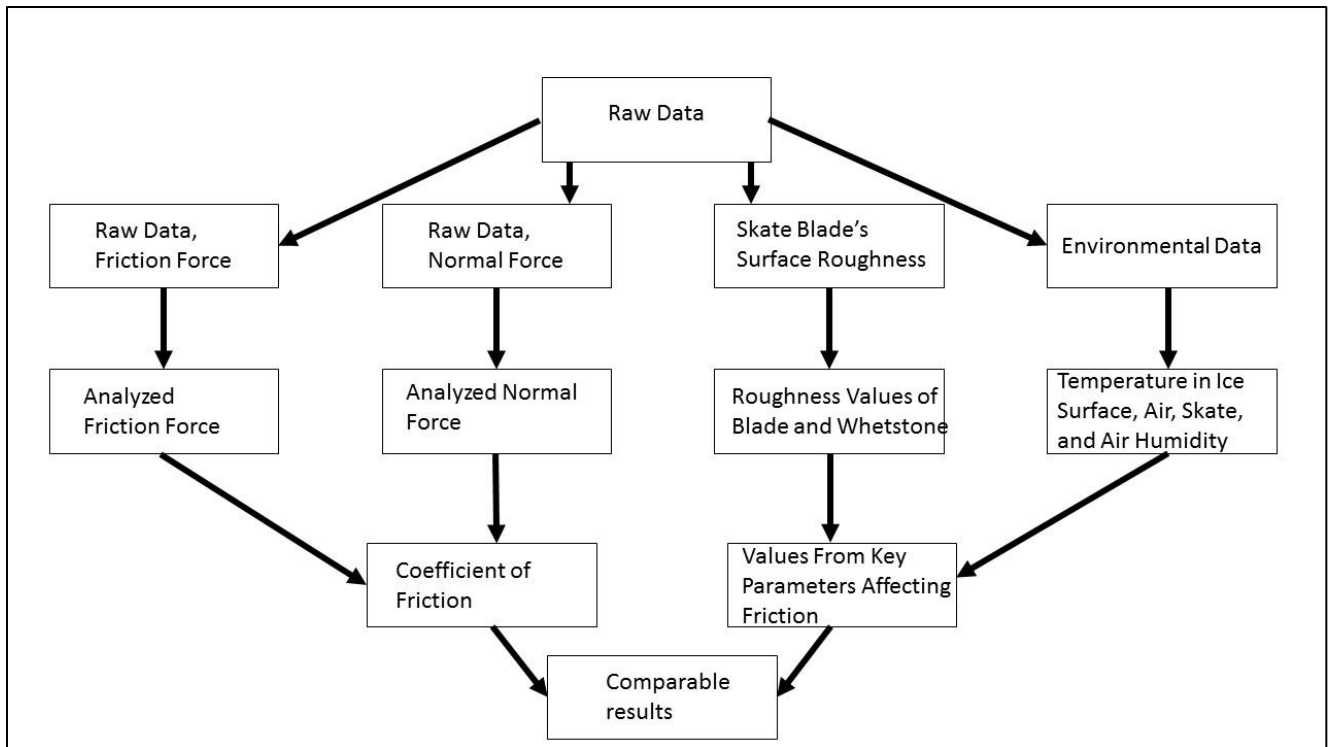 Raw Data
Raw Data,
Friction Force
Raw Data,
Normal Force
Skate Blade’s
Surface Roughness
Environmental Data
Analyzed
Friction Force
Analyzed Normal
Force
Roughness Values of
Blade and Whetstone
Temperature in Ice
Surface, Air, Skate,
and Air Humidity
Coefficient of
Friction
Values From Key
Parameters Affecting
Friction
Comparable
results